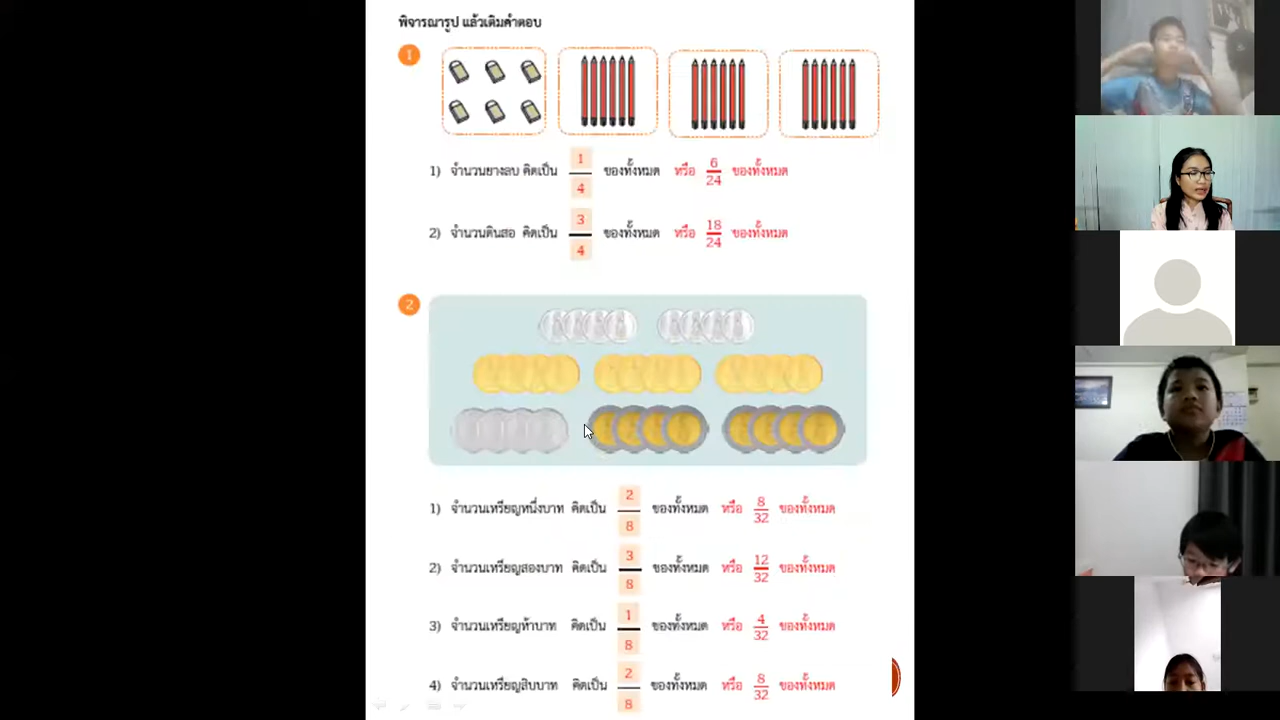 พิจารณารูป แล้วเติมคำตอบ
1
1) จำนวนยางลบ คิดเป็น 1/4 ของทั้งหมด หรือ 6/24 ของทั้งหมด
2) จำนวนดินสอ คิดเป็น 3/4 ของทั้งหมด หรือ 18/24 ของทั้งหมด
2
1) จำนวนเหรียญหนึ่งบาท คิดเป็น 2/8 ของทั้งหมด หรือ 8/32 ของทั้งหมด
2) จำนวนเหรียญสองบาท คิดเป็น 3/8 ของทั้งหมด หรือ 12/32 ของทั้งหมด
3) จำนวนเหรียญห้าบาท คิดเป็น 1/8 ของทั้งหมด หรือ 4/32 ของทั้งหมด
4) จำนวนเหรียญสิบบาท คิดเป็น 2/8 ของทั้งหมด หรือ 8/32 ของทั้งหมด